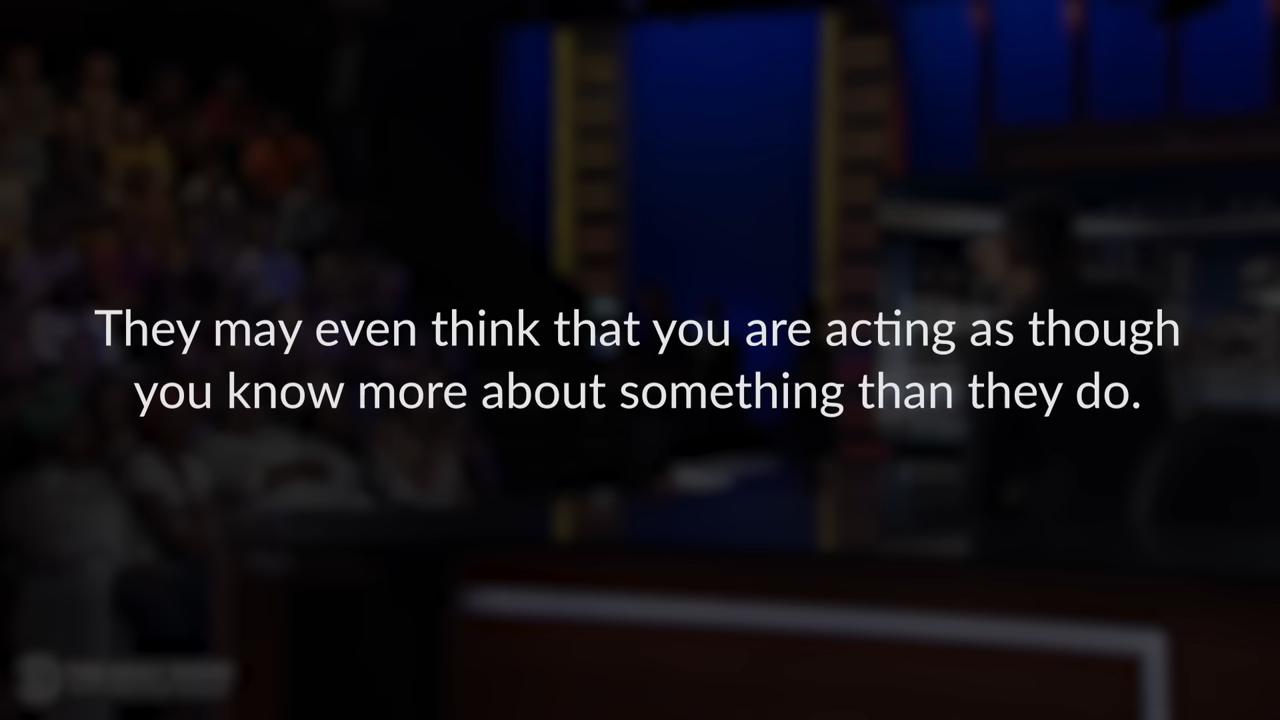 They may even think that you are acting as though
you know more about something than they do.